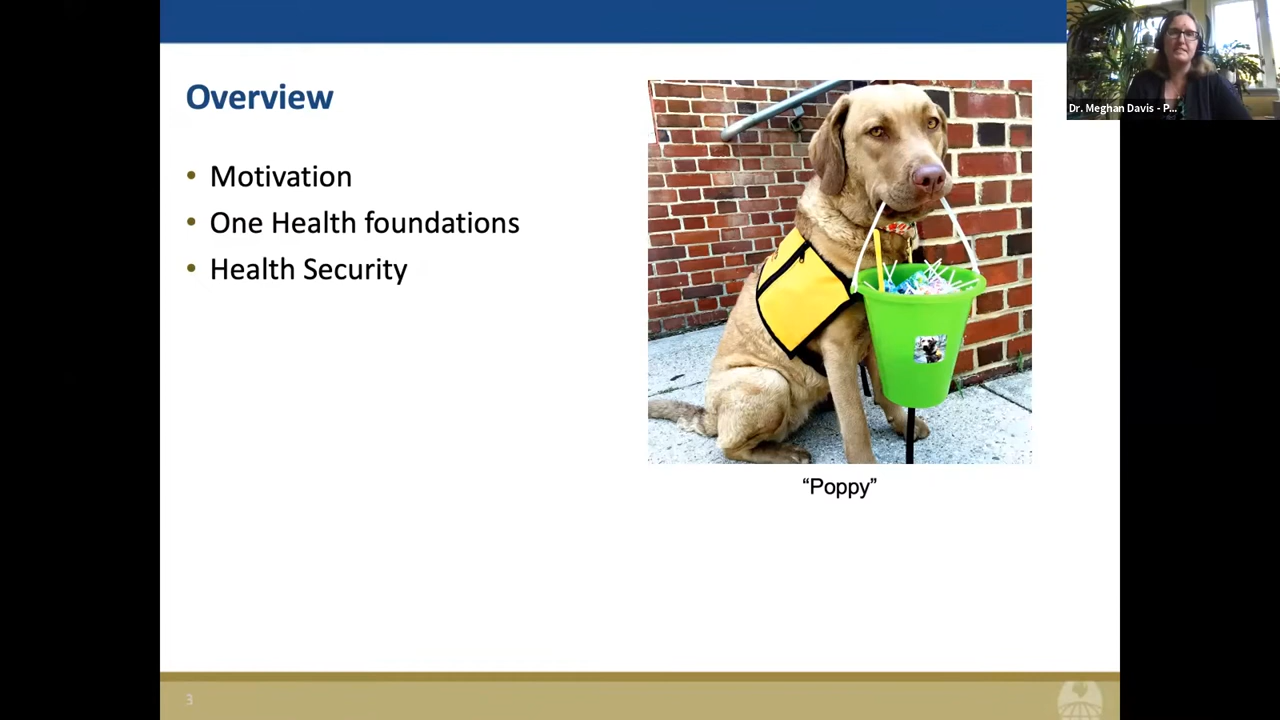 Overview
Dr. Meghan Davis - P...
• Motivation
• One Health foundations
• Health Security
“Poppy”
3